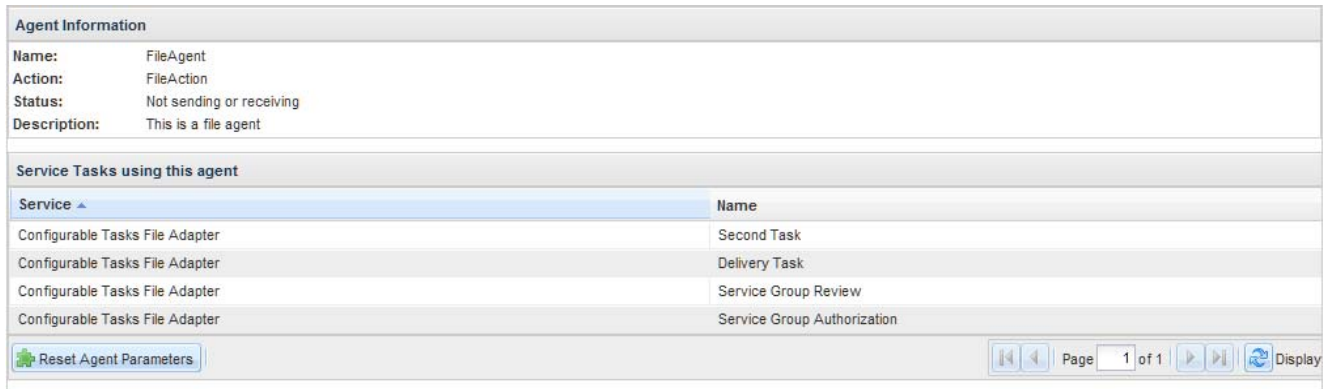 Agent Information
Name: FileAgent
Action: FileAction
Status: Not sending or receiving
Description: This is a file agent
Service Tasks using this agent
Service Name
Configurable Tasks File Adapter Second Task
Configurable Tasks File Adapter Delivery Task
Configurable Tasks File Adapter Service Group Review
Configurable Tasks File Adapter Service Group Authorization
Reset Agent Parameters Page 1 of 1 Display